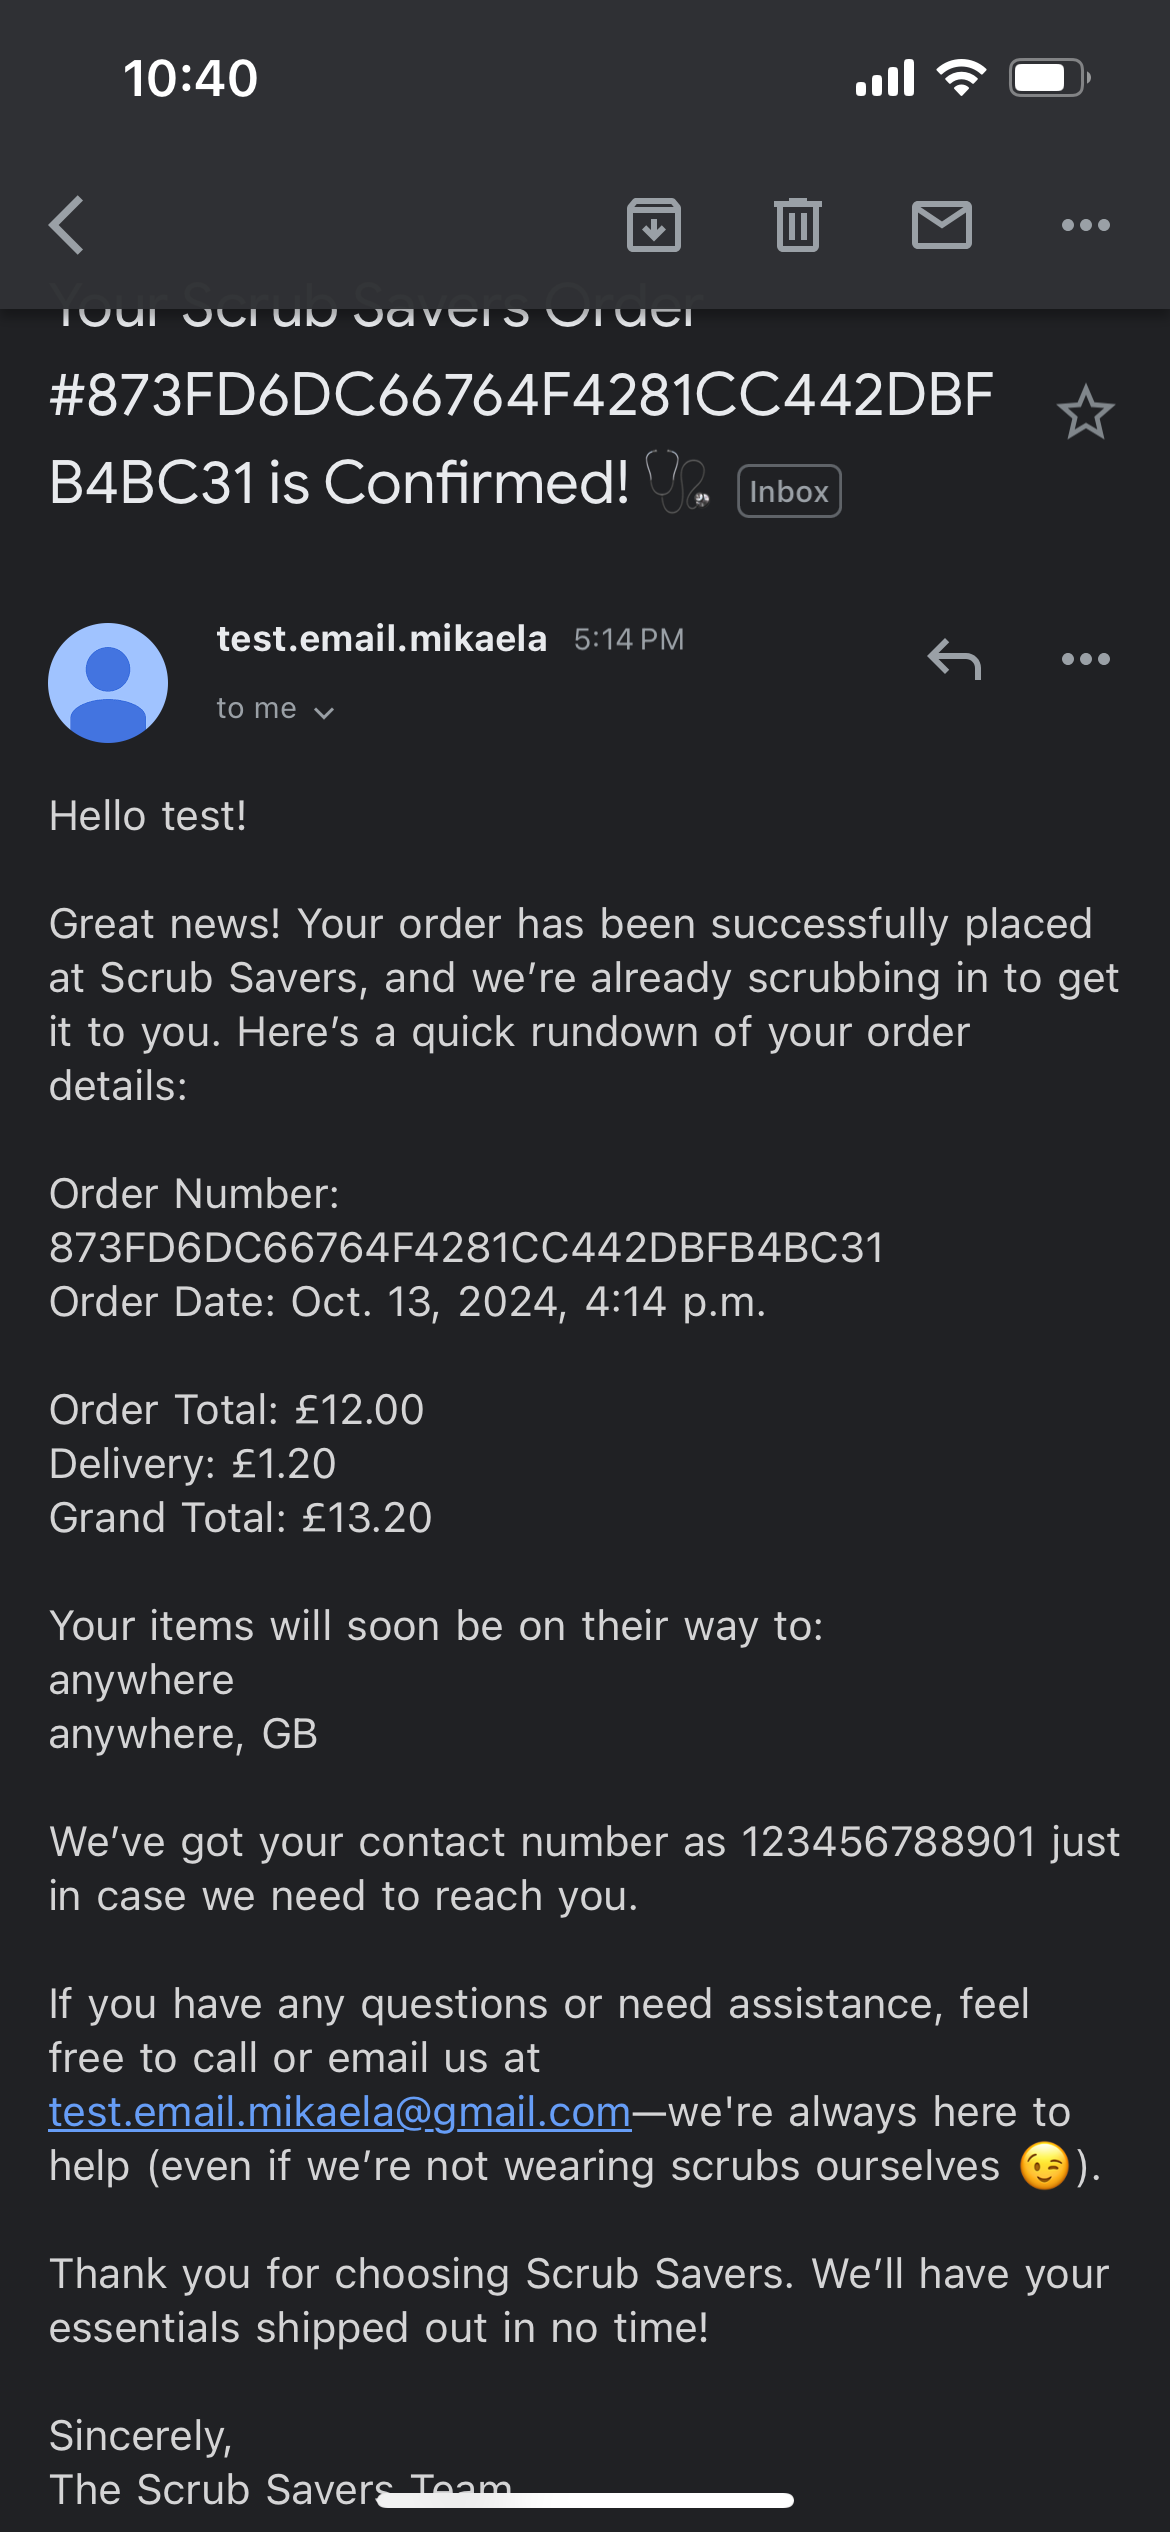 10:40
Your Scrub Savers Order
#873FD6DC66764F4281CC442DBF
B4BC31 is Confirmed! 🩺 Inbox
test.email.mikaela 5:14 PM
to me
Hello test!
Great news! Your order has been successfully placed
at Scrub Savers, and we’re already scrubbing in to get
it to you. Here’s a quick rundown of your order
details:
Order Number:
873FD6DC66764F4281CC442DBFB4BC31
Order Date: Oct. 13, 2024, 4:14 p.m.
Order Total: £12.00
Delivery: £1.20
Grand Total: £13.20
Your items will soon be on their way to:
anywhere
anywhere, GB
We’ve got your contact number as 123456788901 just
in case we need to reach you.
If you have any questions or need assistance, feel
free to call or email us at
test.email.mikaela@gmail.com—we're always here to
help (even if we’re not wearing scrubs ourselves 😉).
Thank you for choosing Scrub Savers. We’ll have your
essentials shipped out in no time!
Sincerely,
The Scrub Savers Team